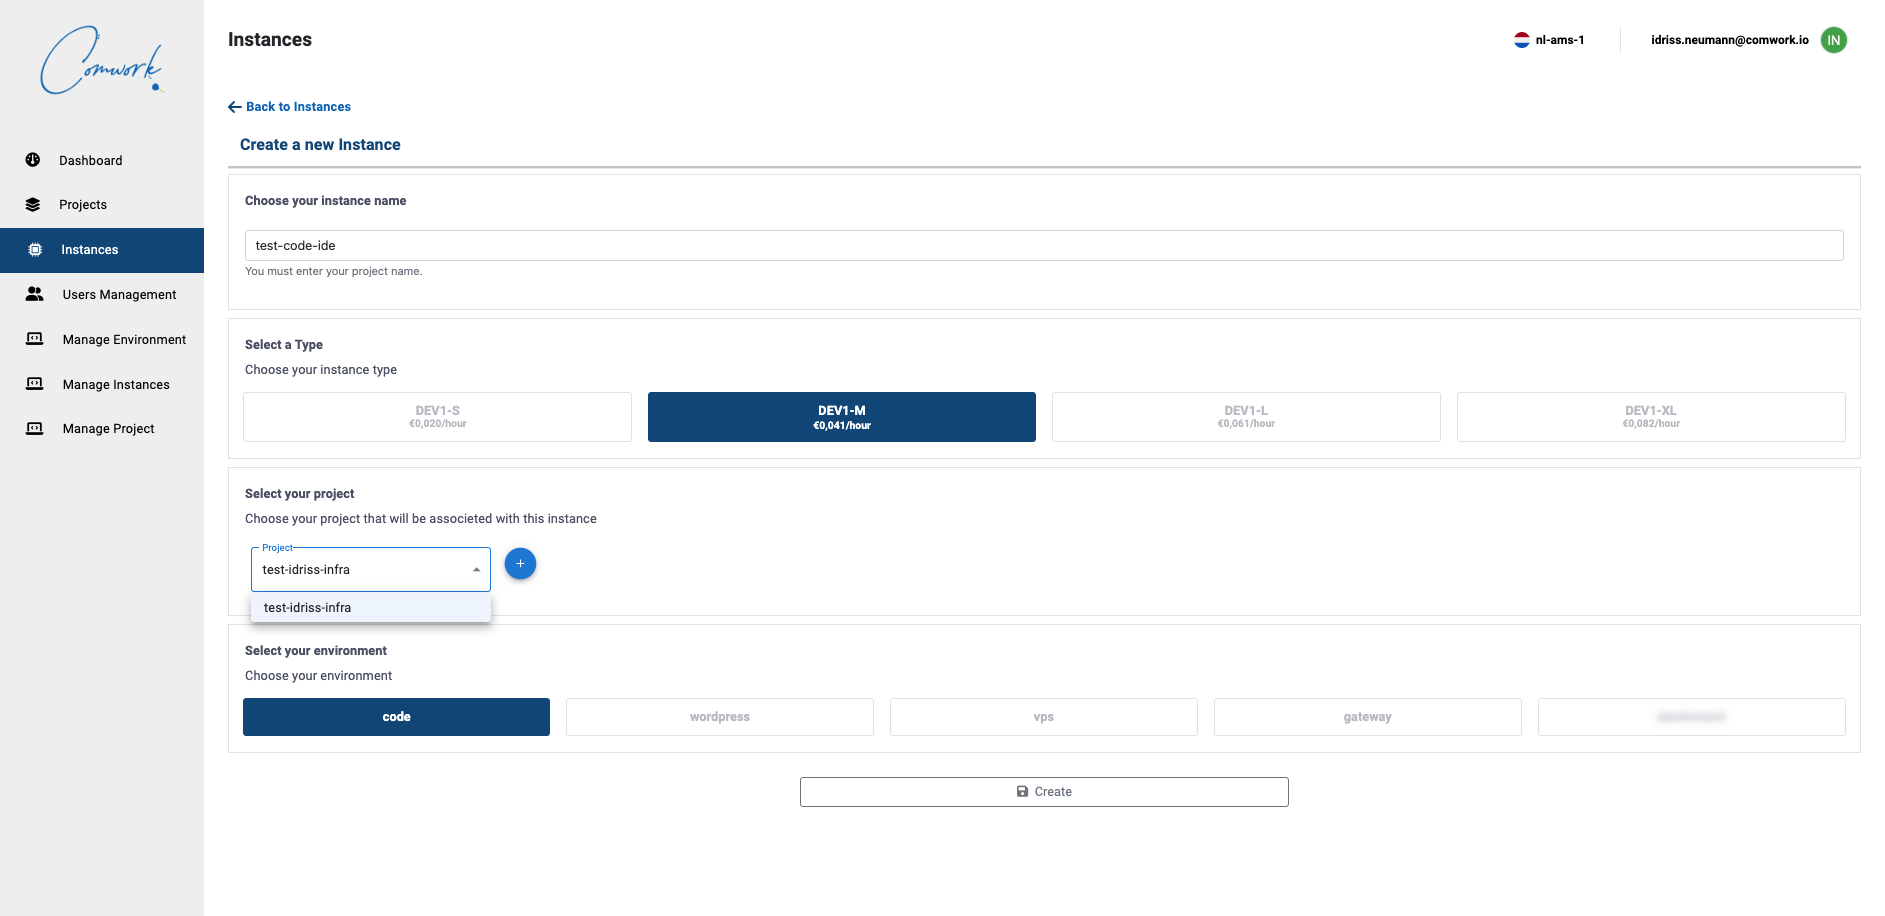 Comwork
Instances
nl-ams-1
idriss.neumann@comwork.io
IN
Dashboard
Projects
Instances
Users Management
Manage Environment
Manage Instances
Manage Project
Back to Instances
Create a new Instance
Choose your instance name
test-code-ide
You must enter your project name.
Select a Type
Choose your instance type
DEV1-S
€0,020/hour
DEV1-M
€0,041/hour
DEV1-L
€0,061/hour
DEV1-XL
€0,082/hour
Select your project
Choose your project that will be associeted with this instance
Project
test-idriss-infra
+
test-idriss-infra
Select your environment
Choose your environment
code
wordpress
vps
gateway
Create